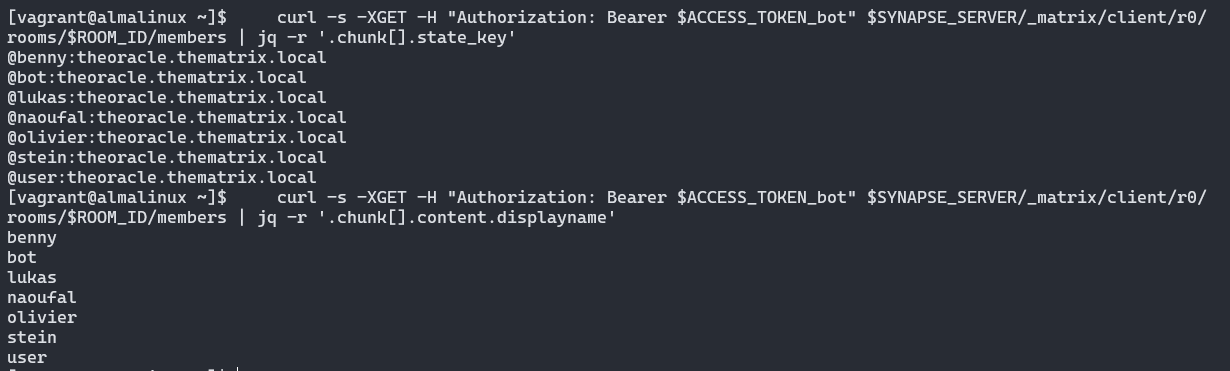 [vagrant@almalinux ~]$     curl -s -XGET -H "Authorization: Bearer $ACCESS_TOKEN_bot" $SYNAPSE_SERVER/_matrix/client/r0/
rooms/$ROOM_ID/members | jq -r '.chunk[].state_key'
@benny:theoracle.thematrix.local
@bot:theoracle.thematrix.local
@lukas:theoracle.thematrix.local
@naoufal:theoracle.thematrix.local
@olivier:theoracle.thematrix.local
@stein:theoracle.thematrix.local
@user:theoracle.thematrix.local
[vagrant@almalinux ~]$     curl -s -XGET -H "Authorization: Bearer $ACCESS_TOKEN_bot" $SYNAPSE_SERVER/_matrix/client/r0/
rooms/$ROOM_ID/members | jq -r '.chunk[].content.displayname'
benny
bot
lukas
naoufal
olivier
stein
user